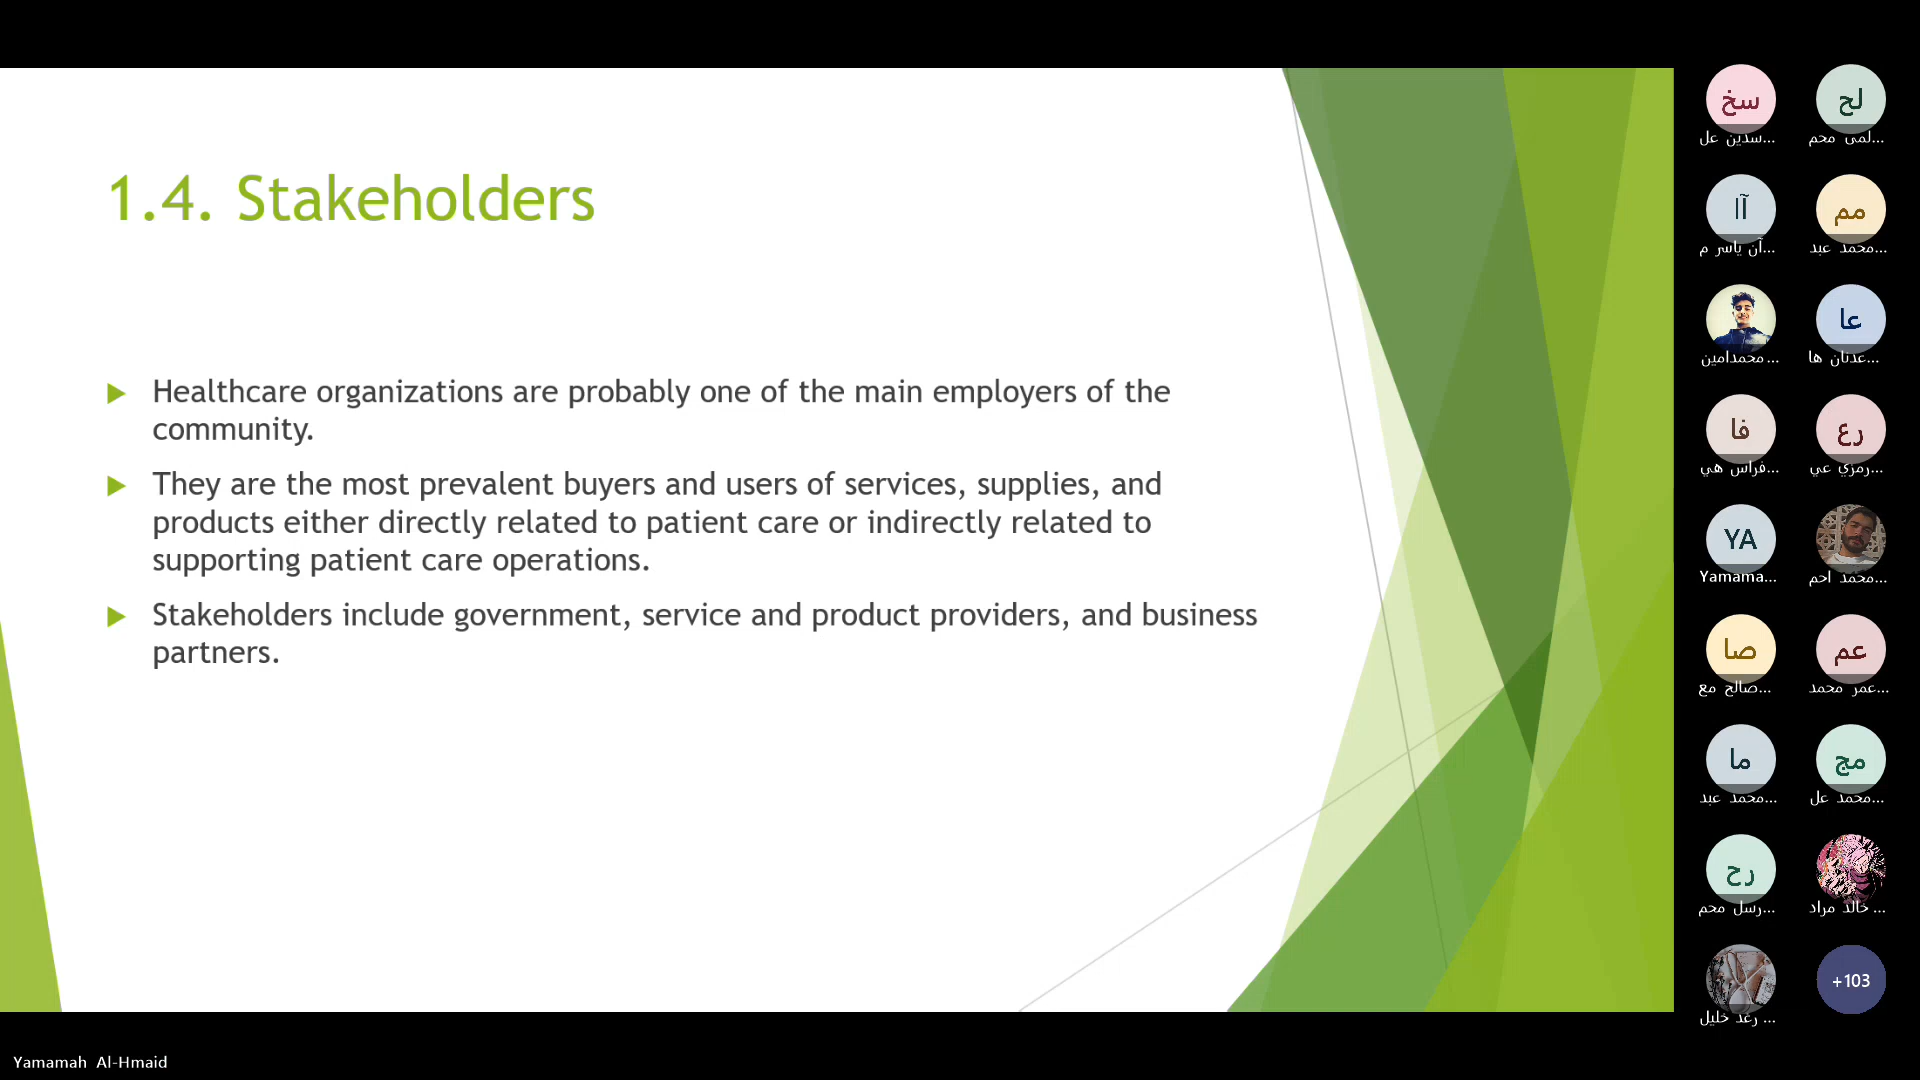 1.4. Stakeholders
Healthcare organizations are probably one of the main employers of the
community.
They are the most prevalent buyers and users of services, supplies, and
products either directly related to patient care or indirectly related to
supporting patient care operations.
Stakeholders include government, service and product providers, and business
partners.
سخ
سدين عل...
لح
لمى محم...
آا
آن ياسر م...
مم
محمد عبد...
محمدامين...
عا
عدنان ها...
فا
فراس هي...
رع
رمزي عي...
YA
Yamama...
محمد احم...
صا
صالح مع...
عم
عمر محمد...
ما
محمد عبد...
مج
محمد عل...
رح
رسل محم...
خالد مراد...
رغد خليل...
+103
Yamamah Al-Hmaid